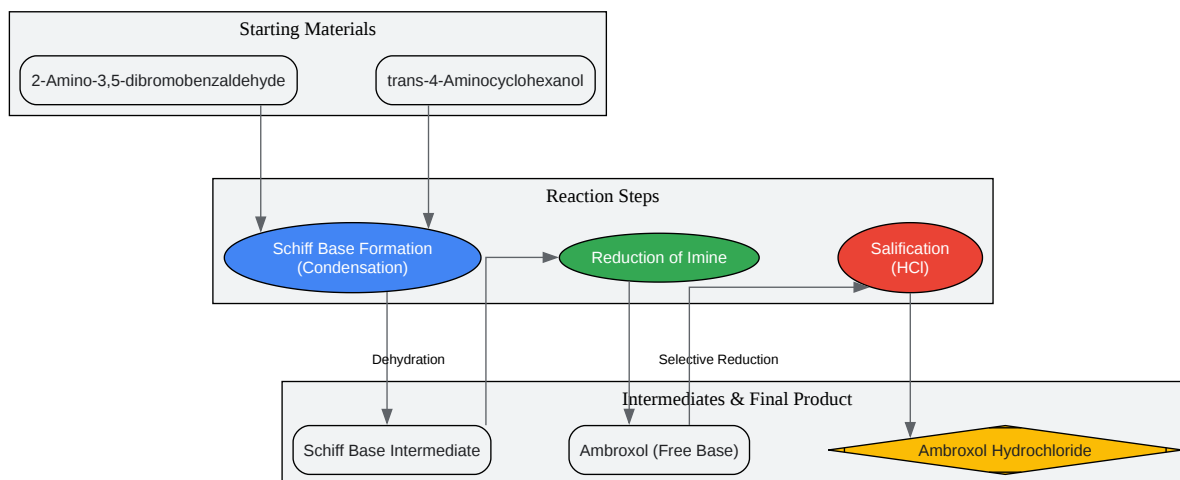 Starting Materials
2-Amino-3,5-dibromobenzaldehyde
trans-4-Aminocyclohexanol
Reaction Steps
Schiff Base Formation
(Condensation)
Reduction of Imine
Salification
(HCl)
Dehydration
Selective Reduction
Intermediates & Final Product
Schiff Base Intermediate
Ambroxol (Free Base)
Ambroxol Hydrochloride